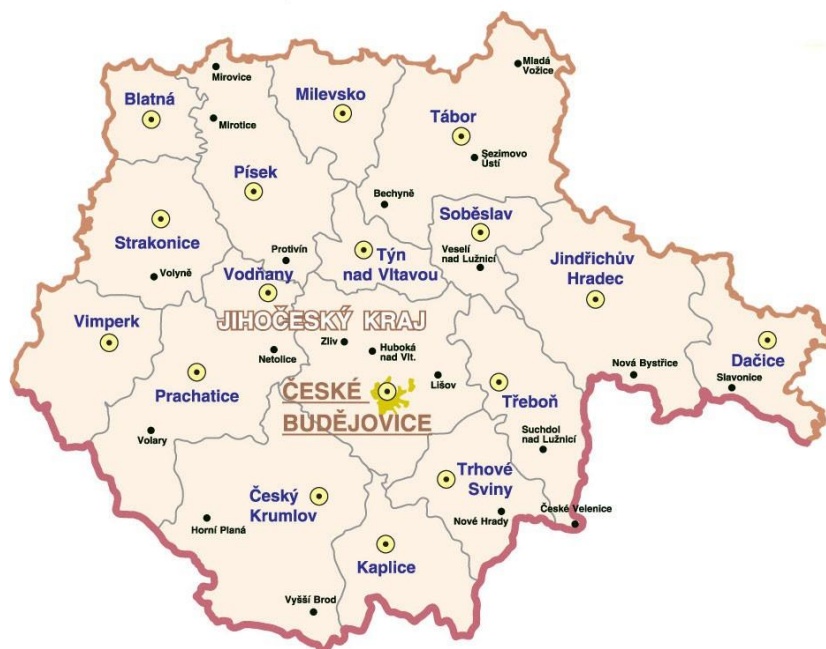 Mladá
Vožice
Mirovice
Blatná
Milevsko
Mirotice
Tábor
Sezimovo
Ústí
Písek
Bechyně
Soběslav
Strakonice
Protivín
Týn
nad Vltavou
Veselí
nad Lužnicí
Jindřichův
Hradec
Volyně
Vodňany
JIHOČESKÝ KRAJ
Vimperk
Zliv
Huboká
nad Vlt.
Netolice
Dačice
Nová Bystřice
Slavonice
Prachatice
Lišov
ČESKÉ
BUDĚJOVICE
Třeboň
Volary
Suchdol
nad Lužnicí
Trhové
Sviny
Český
Krumlov
Horní Planá
Nové Hrady
České Velenice
Kaplice
Vyšší Brod